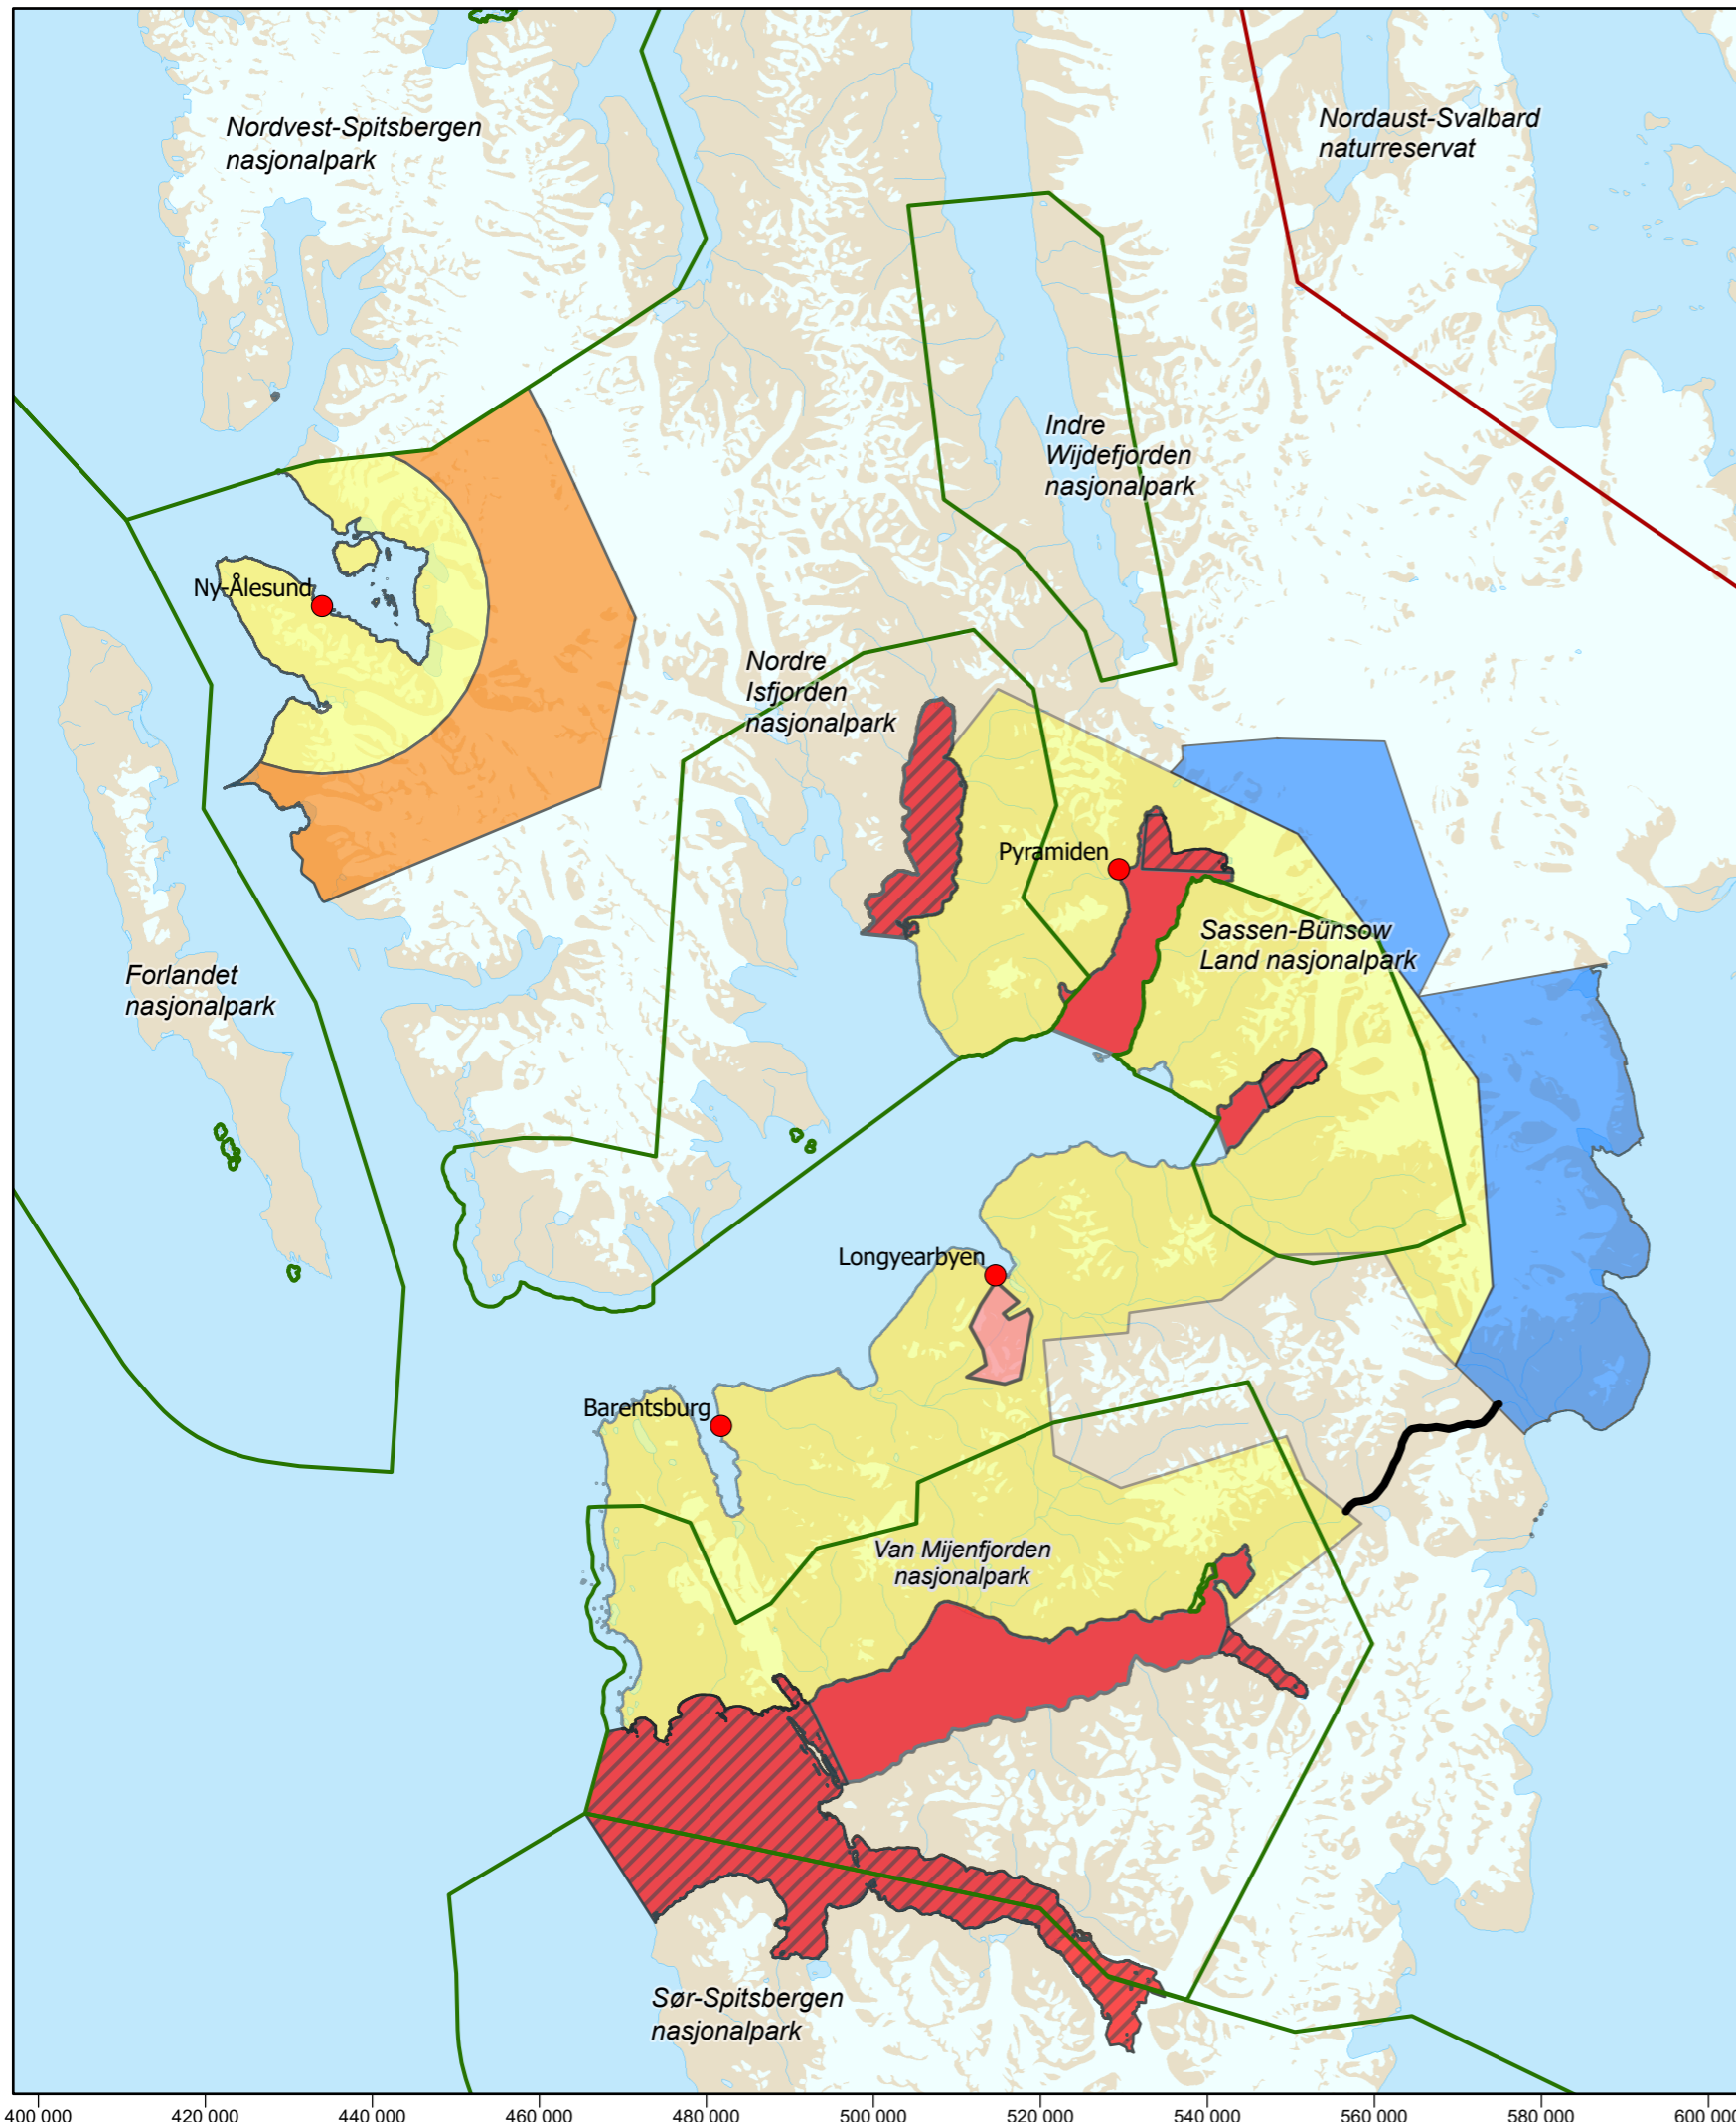 Nordvest-Spitsbergen
nasjonalpark
Nordaust-Svalbard
naturreservat
Indre
Wijdefjorden
nasjonalpark
Ny-Ålesund
Nordre
Isfjorden
nasjonalpark
Pyramiden
Sassen-Bünsow
Land nasjonalpark
Forlandet
nasjonalpark
Longyearbyen
Barentsburg
Van Mijenfjorden
nasjonalpark
Sør-Spitsbergen
nasjonalpark
400 000 420 000 440 000 460 000 480 000 500 000 520 000 540 000 560 000 580 000 600 000